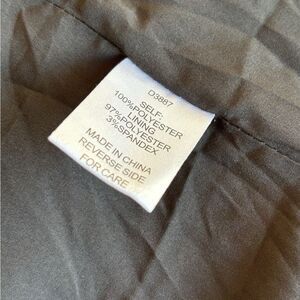 D3887
SELF-
100%POLYESTER
LINING
97%POLYESTER
3%SPANDEX
MADE IN CHINA
REVERSE SIDE
FOR CARE